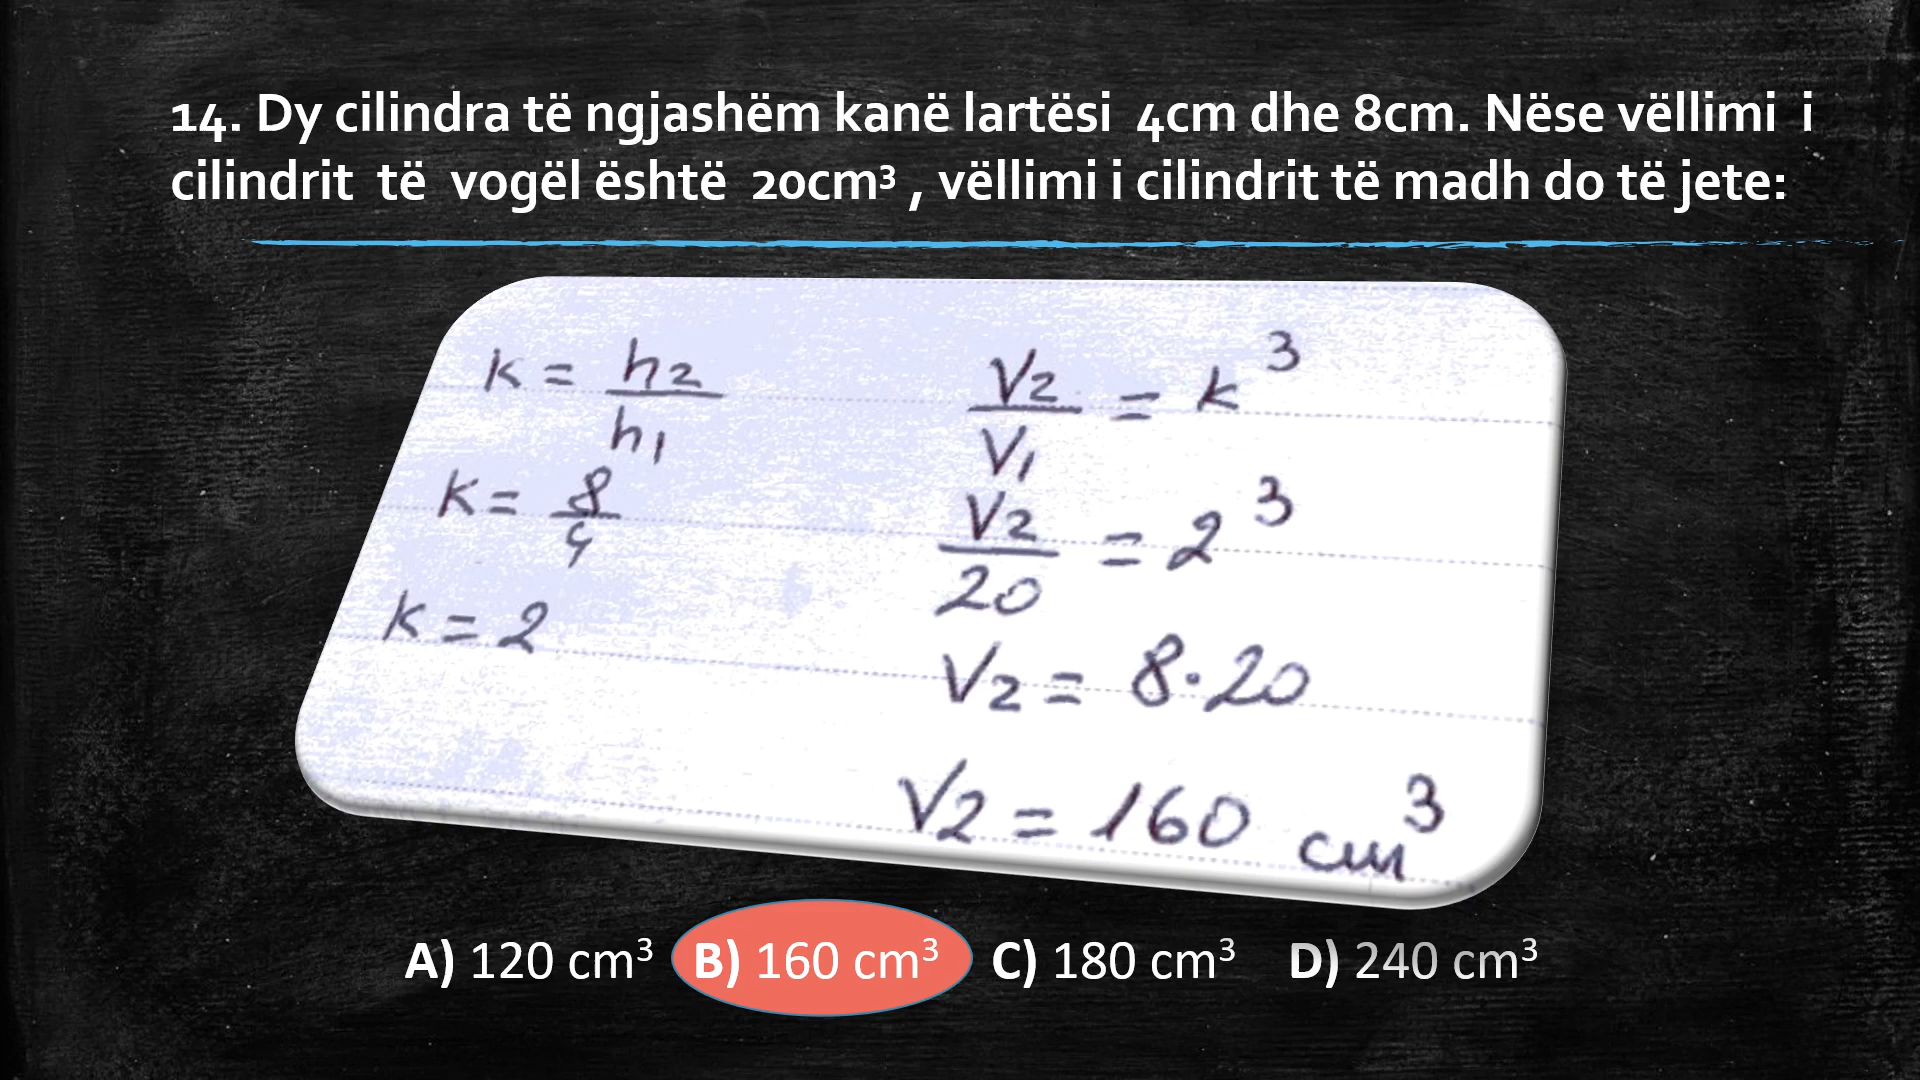 14. Dy cilindra të ngjashëm kanë lartësi 4cm dhe 8cm. Nëse vëllimi i
cilindrit të vogël është 20cm³ , vëllimi i cilindrit të madh do të jete:
K = h2/h1
K = 8/4
K = 2
V2/V1 = k³
V2/20 = 2³
V2 = 8·20
V2 = 160 cm³
A) 120 cm³ B) 160 cm³ C) 180 cm³ D) 240 cm³